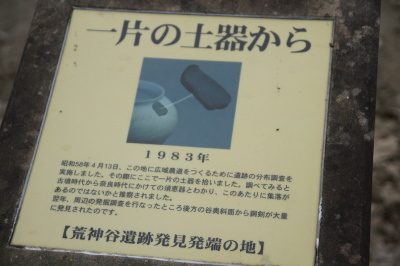 一片の土器から
1983年
昭和58年4月13日、この地に広域農道をつくるために遺跡の分布調査を
実施しました。その際にここで一片の土器を拾いました。調べてみると
古墳時代から奈良時代にかけての須恵器とわかり、このあたりに集落が
あるのではないかと推察されました。
翌年、周辺の発掘調査を行なったところ後方の谷奥斜面から銅剣が大量
に発見されたのです。
【荒神谷遺跡発見発端の地】